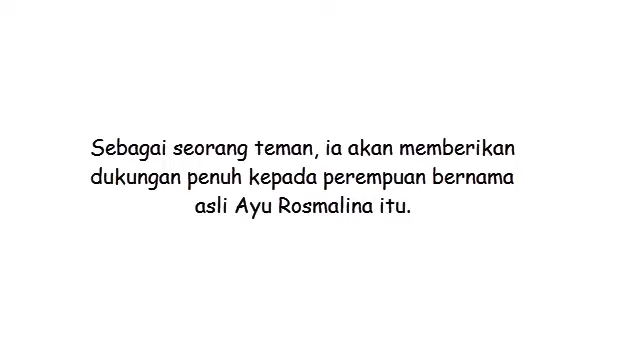 Sebagai seorang teman, ia akan memberikan
dukungan penuh kepada perempuan bernama
asli Ayu Rosmalina itu.